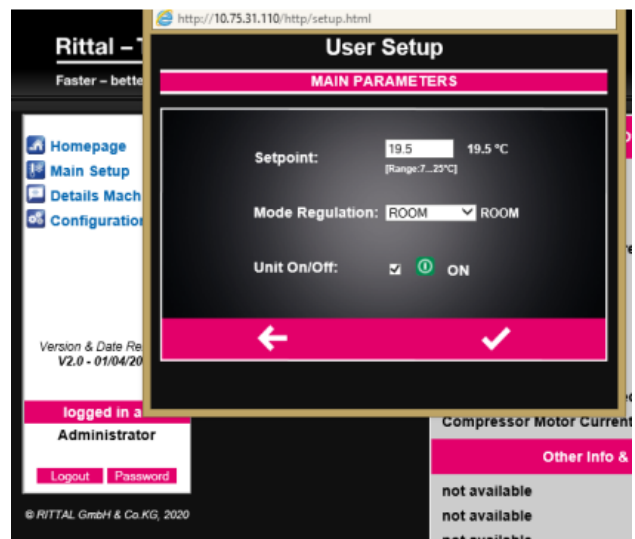 http://10.75.31.110/http/setup.html
User Setup
MAIN PARAMETERS
Setpoint:
19.5
19.5 °C
[Range:7...25°C]
Mode Regulation:
ROOM
ROOM
Unit On/Off:
ON
Rittal –
Faster – bette
Homepage
Main Setup
Details Mach
Configuration
Version & Date Re
V2.0 - 01/04/20
logged in a
Administrator
Logout
Password
© RITTAL GmbH & Co.KG, 2020
Compressor Motor Current
Other Info &
not available
not available